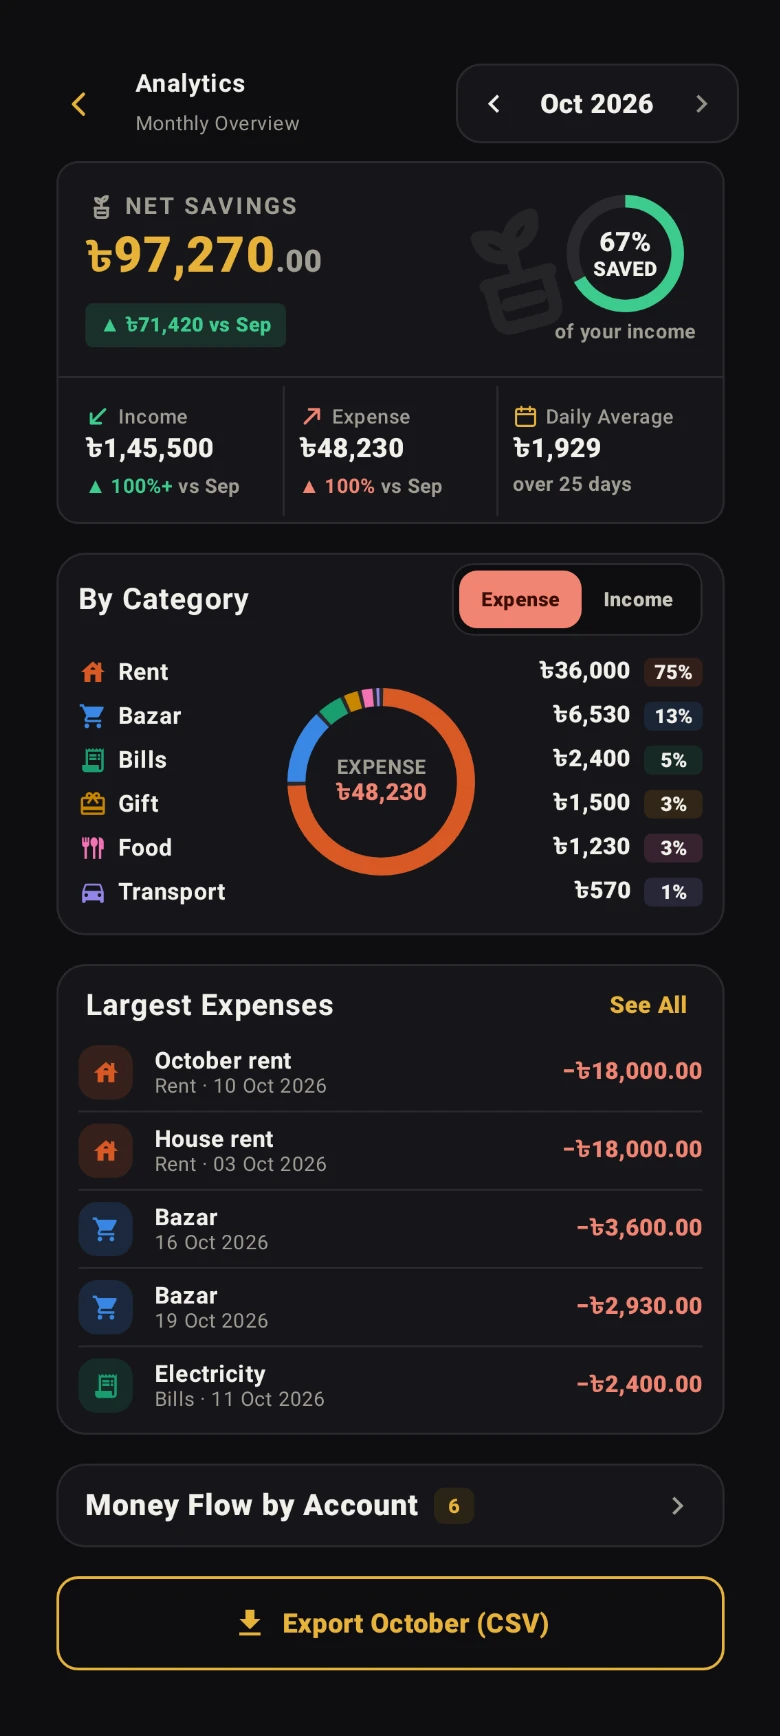 Analytics
Monthly Overview
Oct 2026
NET SAVINGS
৳97,270.00
▲ ৳71,420 vs Sep
67%
SAVED
of your income
Income
৳1,45,500
▲ 100%+ vs Sep
Expense
৳48,230
▲ 100% vs Sep
Daily Average
৳1,929
over 25 days
By Category
Expense
Income
Rent ৳36,000 75%
Bazar ৳6,530 13%
Bills ৳2,400 5%
Gift ৳1,500 3%
Food ৳1,230 3%
Transport ৳570 1%
EXPENSE
৳48,230
Largest Expenses
See All
October rent
Rent · 10 Oct 2026
−৳18,000.00
House rent
Rent · 03 Oct 2026
−৳18,000.00
Bazar
16 Oct 2026
−৳3,600.00
Bazar
19 Oct 2026
−৳2,930.00
Electricity
Bills · 11 Oct 2026
−৳2,400.00
Money Flow by Account 6
Export October (CSV)